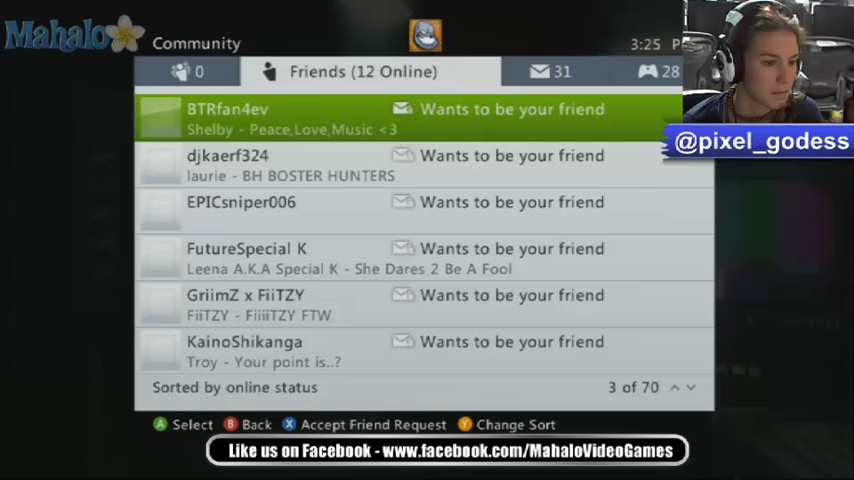 Mahalo
Community
3:25 P
0
Friends (12 Online)
31
28
BTRfan4ev
Wants to be your friend
Shelby - Peace,Love,Music <3
@pixel_godess
djkaerf324
Wants to be your friend
laurie - BH BOSTER HUNTERS
EPICsniper006
Wants to be your friend
FutureSpecial K
Wants to be your friend
Leena A.K.A Special K - She Dares 2 Be A Fool
GriimZ x FiiTZY
Wants to be your friend
FiiTZY - FiiiiTZY FTW
KainoShikanga
Wants to be your friend
Troy - Your point is..?
Sorted by online status
3 of 70
A Select B Back X Accept Friend Request Y Change Sort
Like us on Facebook - www.facebook.com/MahaloVideoGames